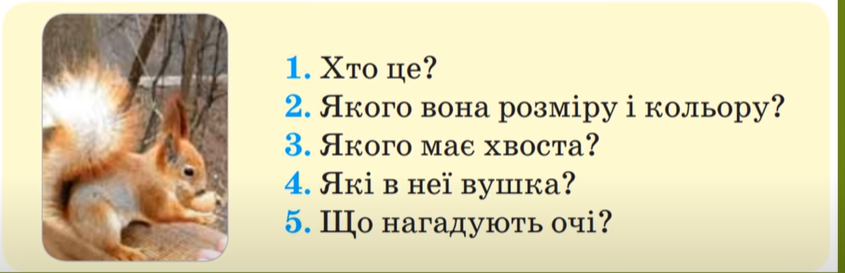 1. Хто це?
2. Якого вона розміру і кольору?
3. Якого має хвоста?
4. Які в неї вушка?
5. Що нагадують очі?